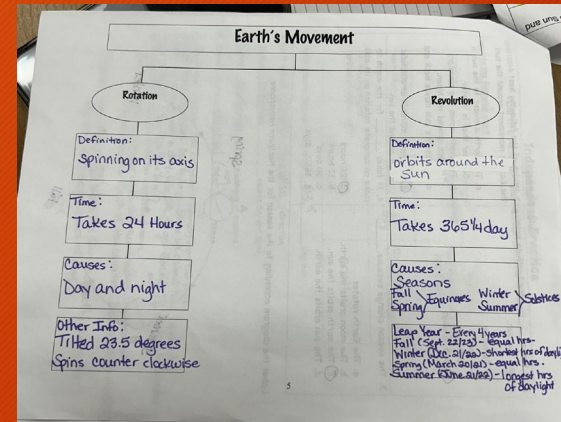 Earth's Movement
Rotation
Definition:
Spinning on its axis
Time:
Takes 24 Hours
Causes:
Day and night
Other Info:
Tilted 23.5 degrees
Spins counter clockwise
Revolution
Definition:
orbits around the
Sun
Time:
Takes 365 1/4 day
Causes:
Seasons
Fall
Spring
Equinoxes
Winter
Summer
Solstices
Leap Year - Every 4 years
Fall (Sept. 22/23) - equal hrs.
Winter (Dec. 21/22) - shortest hrs of
Spring (March 20/21) - equal hrs.
Summer (June 21/22) - longest hrs
of daylight
5